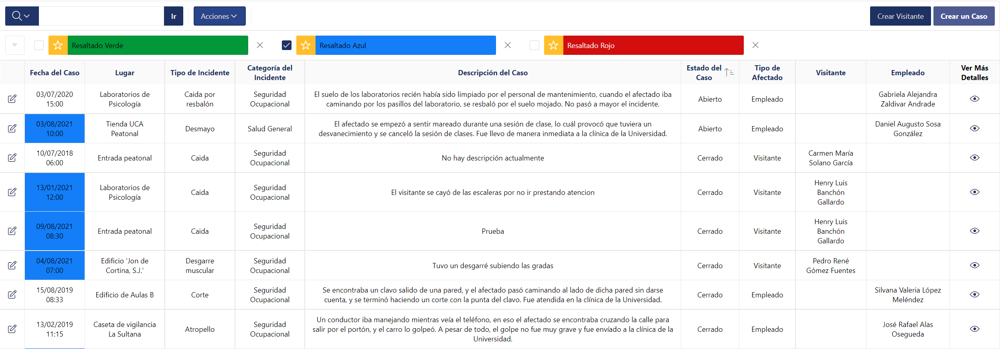 Ir
Acciones
Crear Visitante
Crear un Caso
Resaltado Verde
Resaltado Azul
Resaltado Rojo
Fecha del Caso
Lugar
Tipo de Incidente
Categoría del
Incidente
Descripción del Caso
Estado del
Caso
Tipo de
Afectado
Visitante
Empleado
Ver Más
Detalles
03/07/2020
15:00
Laboratorios de
Psicología
Caida por
resbalón
Seguridad
Ocupacional
El suelo de los laboratorios recién había sido limpiado por el personal de mantenimiento, cuando el afectado iba
caminando por los pasillos del laboratorio, se resbaló por el suelo mojado. No pasó a mayor el incidente.
Abierto
Empleado
Gabriela Alejandra
Zaldivar Andrade
03/08/2021
10:00
Tienda UCA
Peatonal
Desmayo
Salud General
El afectado se empezó a sentir mareado durante una sesión de clase, lo cuál provocó que tuviera un
desvanecimiento y se canceló la sesión de clases. Fue llevo de manera inmediata a la clínica de la Universidad.
Abierto
Empleado
Daniel Augusto Sosa
González
10/07/2018
06:00
Entrada peatonal
Caida
Seguridad
Ocupacional
No hay descripción actualmente
Cerrado
Visitante
Carmen María
Solano García
13/01/2021
12:00
Laboratorios de
Psicología
Caida
Seguridad
Ocupacional
El visitante se cayó de las escaleras por no ir prestando atencion
Cerrado
Visitante
Henry Luis
Banchón
Gallardo
09/08/2021
08:30
Entrada peatonal
Caida
Seguridad
Ocupacional
Prueba
Cerrado
Visitante
Henry Luis
Banchón
Gallardo
04/08/2021
07:00
Edificio 'Jon de
Cortina, S.J.'
Desgarre
muscular
Seguridad
Ocupacional
Tuvo un desgarré subiendo las gradas
Cerrado
Visitante
Pedro René
Gómez Fuentes
15/08/2019
08:33
Edificio de Aulas B
Corte
Seguridad
Ocupacional
Se encontraba un clavo salido de una pared, y el afectado pasó caminando al lado de dicha pared sin darse
cuenta, y se terminó haciendo un corte con la punta del clavo. Fue atendida en la clínica de la Universidad.
Cerrado
Empleado
Silvana Valeria López
Meléndez
13/02/2019
11:15
Caseta de vigilancia
La Sultana
Atropello
Seguridad
Ocupacional
Un conductor iba manejando mientras veía el teléfono, en eso el afectado se encontraba cruzando la calle para
salir por el portón, y el carro lo golpeó. A pesar de todo, el golpe no fue muy grave y fue envíado a la clínica de la
Universidad.
Cerrado
Empleado
José Rafael Alas
Osegueda